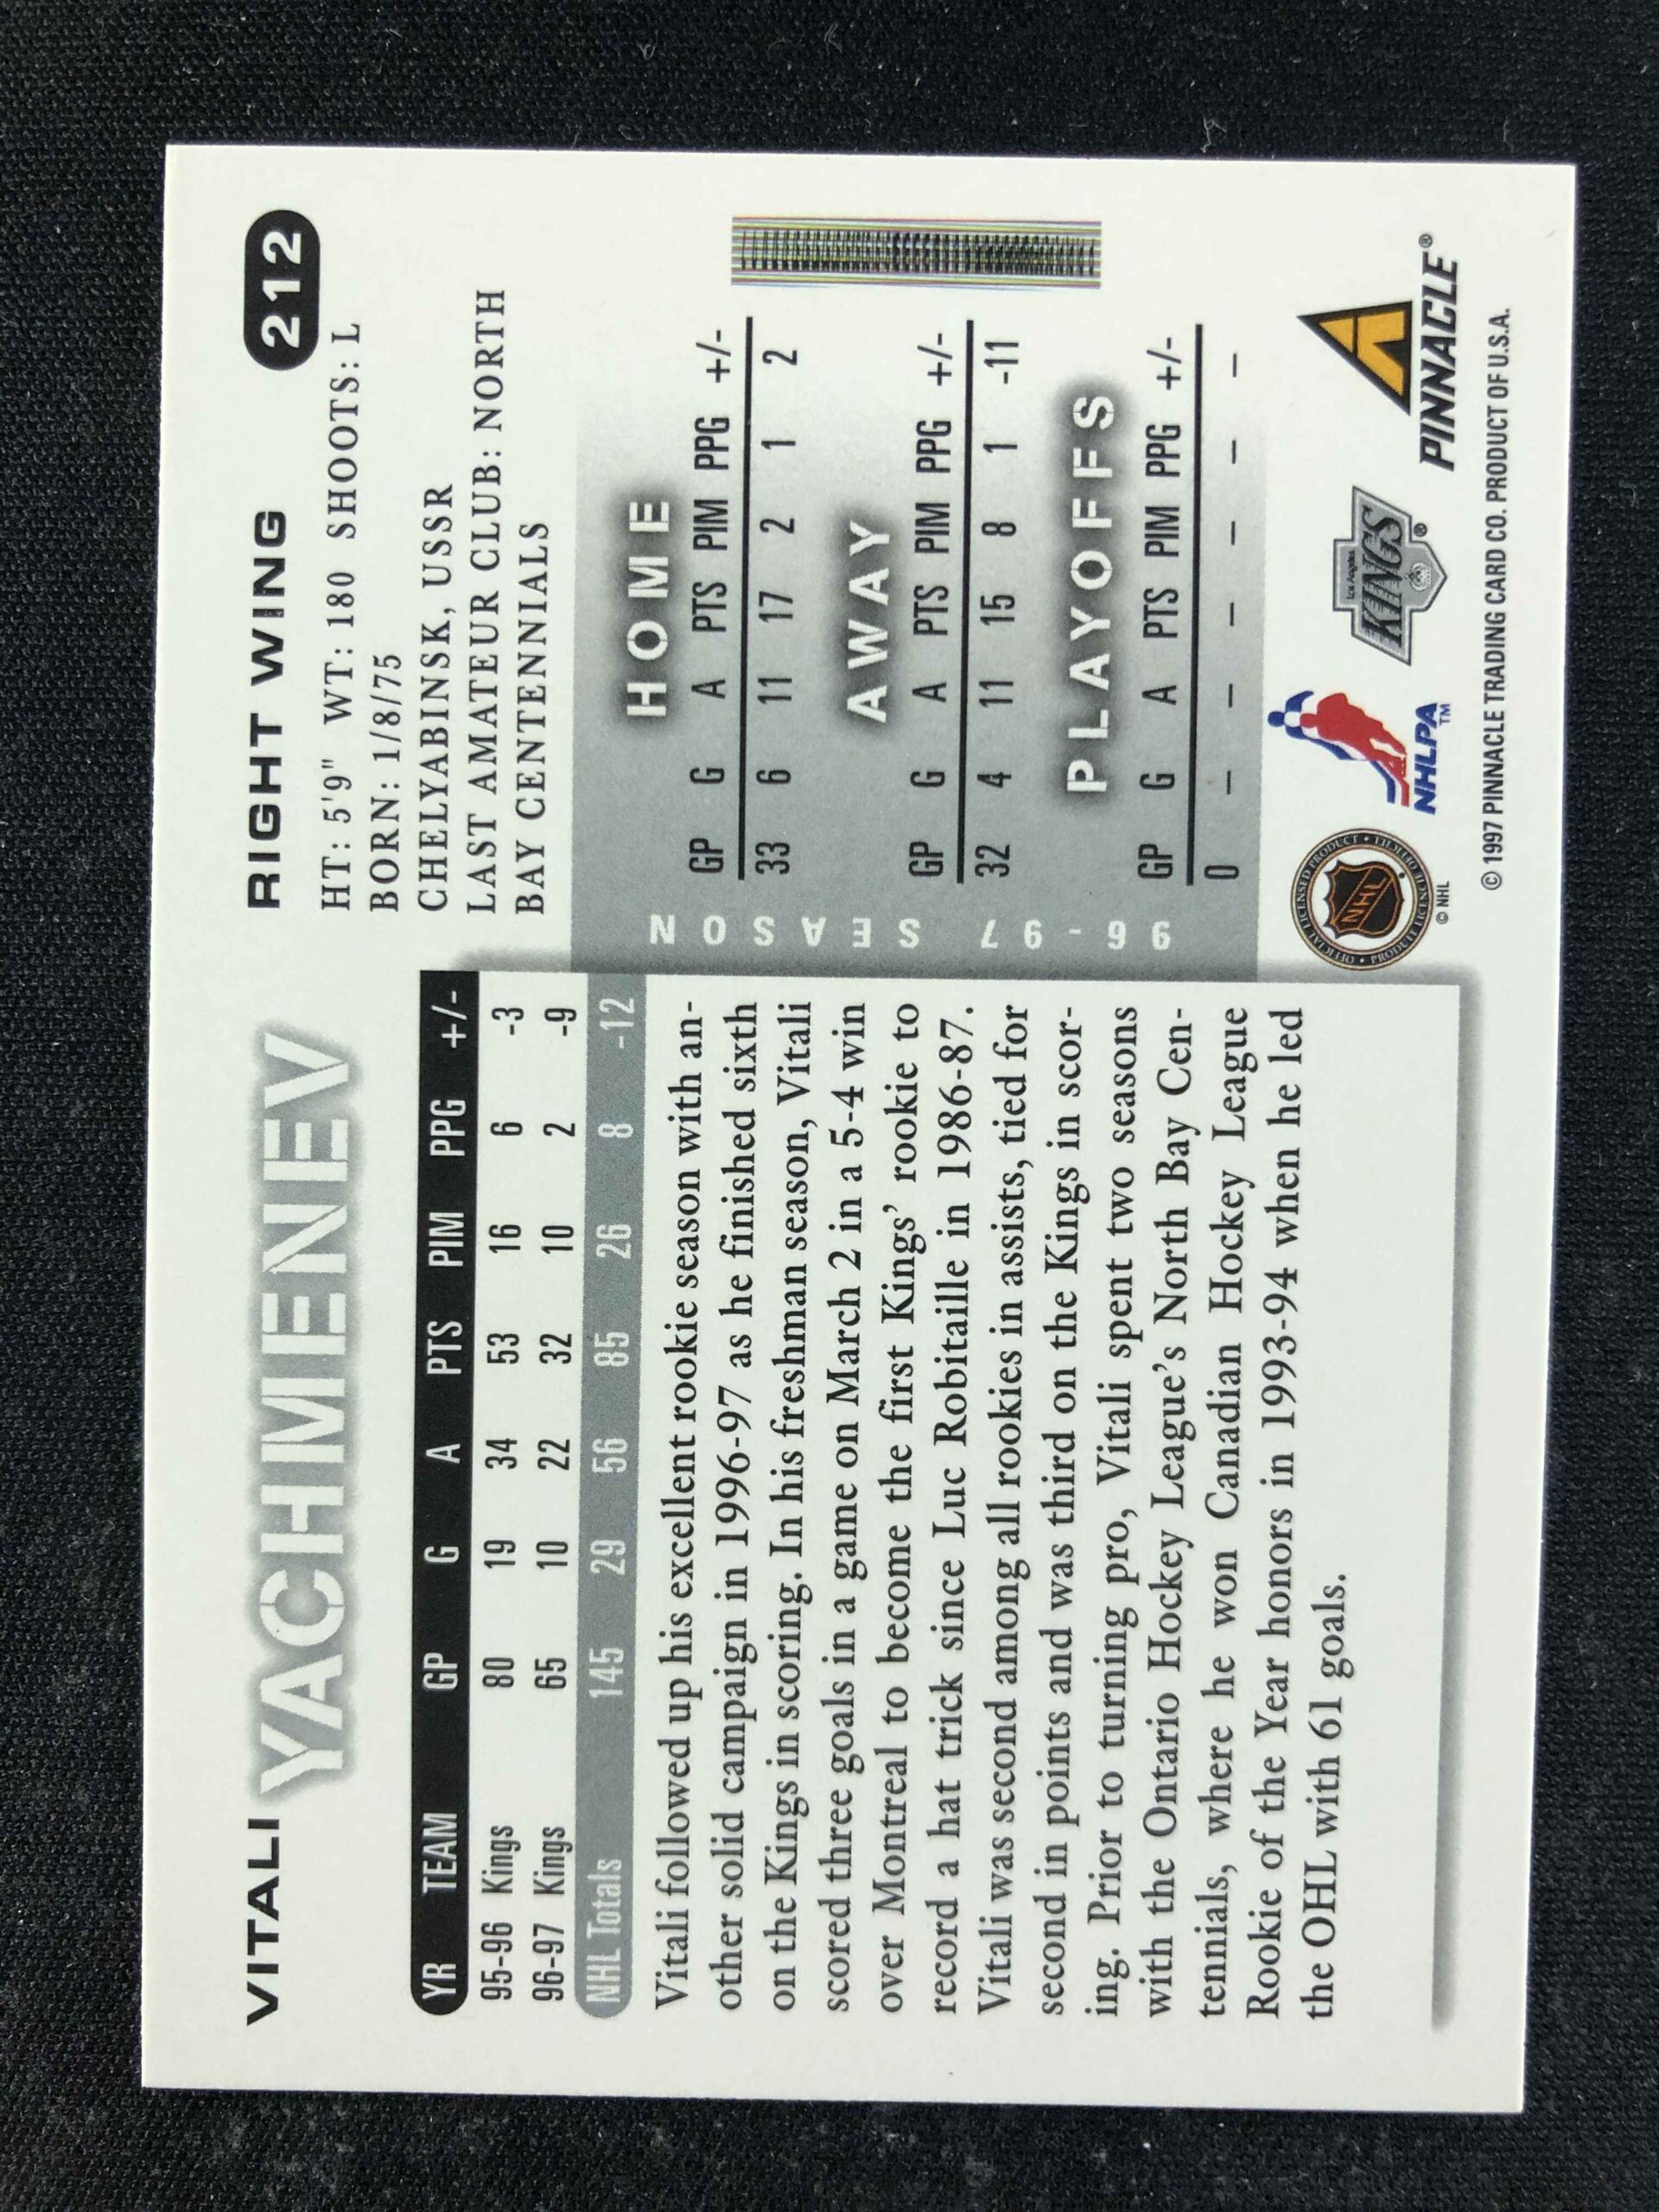 VITALI YACHMENEV
RIGHT WING 212
HT: 5'9" WT: 180 SHOOTS: L
BORN: 1/8/75
CHELYABINSK, USSR
LAST AMATEUR CLUB: NORTH
BAY CENTENNIALS
YR TEAM GP G A PTS PIM PPG +/-
95-96 Kings 80 19 34 53 16 6 -3
96-97 Kings 65 10 22 32 10 2 -9
NHL Totals 145 29 56 85 26 8 -12
Vitali followed up his excellent rookie season with an-
other solid campaign in 1996-97 as he finished sixth
on the Kings in scoring. In his freshman season, Vitali
scored three goals in a game on March 2 in a 5-4 win
over Montreal to become the first Kings' rookie to
record a hat trick since Luc Robitaille in 1986-87.
Vitali was second among all rookies in assists, tied for
second in points and was third on the Kings in scor-
ing. Prior to turning pro, Vitali spent two seasons
with the Ontario Hockey League's North Bay Cen-
tennials, where he won Canadian Hockey League
Rookie of the Year honors in 1993-94 when he led
the OHL with 61 goals.
96-97 SEASON
HOME
GP G A PTS PIM PPG +/-
33 6 11 17 2 1 2
AWAY
GP G A PTS PIM PPG +/-
32 4 11 15 8 1 -11
PLAYOFFS
GP G A PTS PIM PPG +/-
0 – – – – – –
OFFICIAL LICENSED PRODUCT • PRODUIT LICENCIÉ OFFICIEL •
NHL
© NHL
NHLPA™
Los Angeles
KINGS®
PINNACLE®
© 1997 PINNACLE TRADING CARD CO. PRODUCT OF U.S.A.